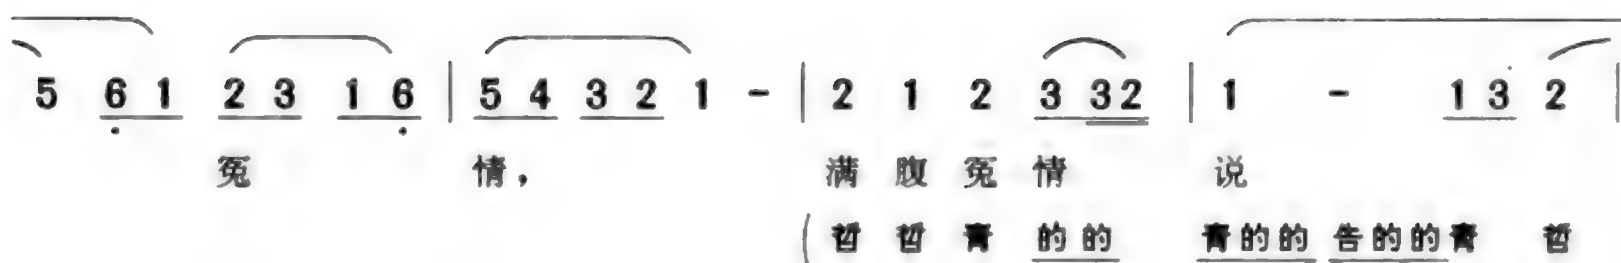 5 6 1 2 3 1 6 | 5 4 3 2 1 - | 2 1 2 3 3 2 | 1 - 1 3 2 |
冤 情， 满 腹 冤 情 说
( 哲 哲 青 的 的 青 的 的 告 的 的 青 哲